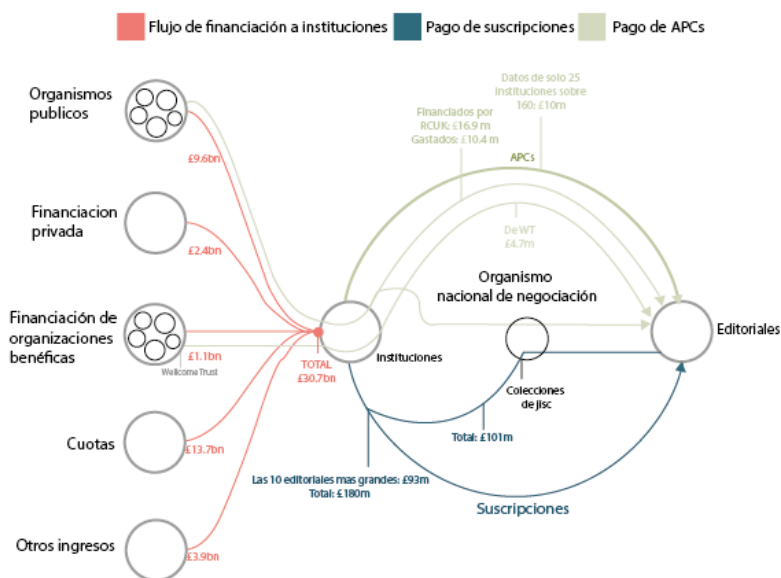 Flujo de financiación a instituciones
Pago de suscripciones
Pago de APCs
Organismos
publicos
£9.6bn
Financiacion
privada
£2.4bn
Financiación de
organizaciones
benéficas
£1.1bn
Wellcome Trust
Cuotas
£13.7bn
Otros ingresos
£3.9bn
TOTAL
£30.7bn
Instituciones
Financiados por
RCUK: £16.9 m
Gastados: £10.4 m
Datos de solo 25
instituciones sobre
160: £10m
APCs
De WT
£4.7m
Organismo
nacional de negociación
Colecciones
de jisc
Editoriales
Total: £101m
Las 10 editoriales mas grandes: £93m
Total: £180m
Suscripciones